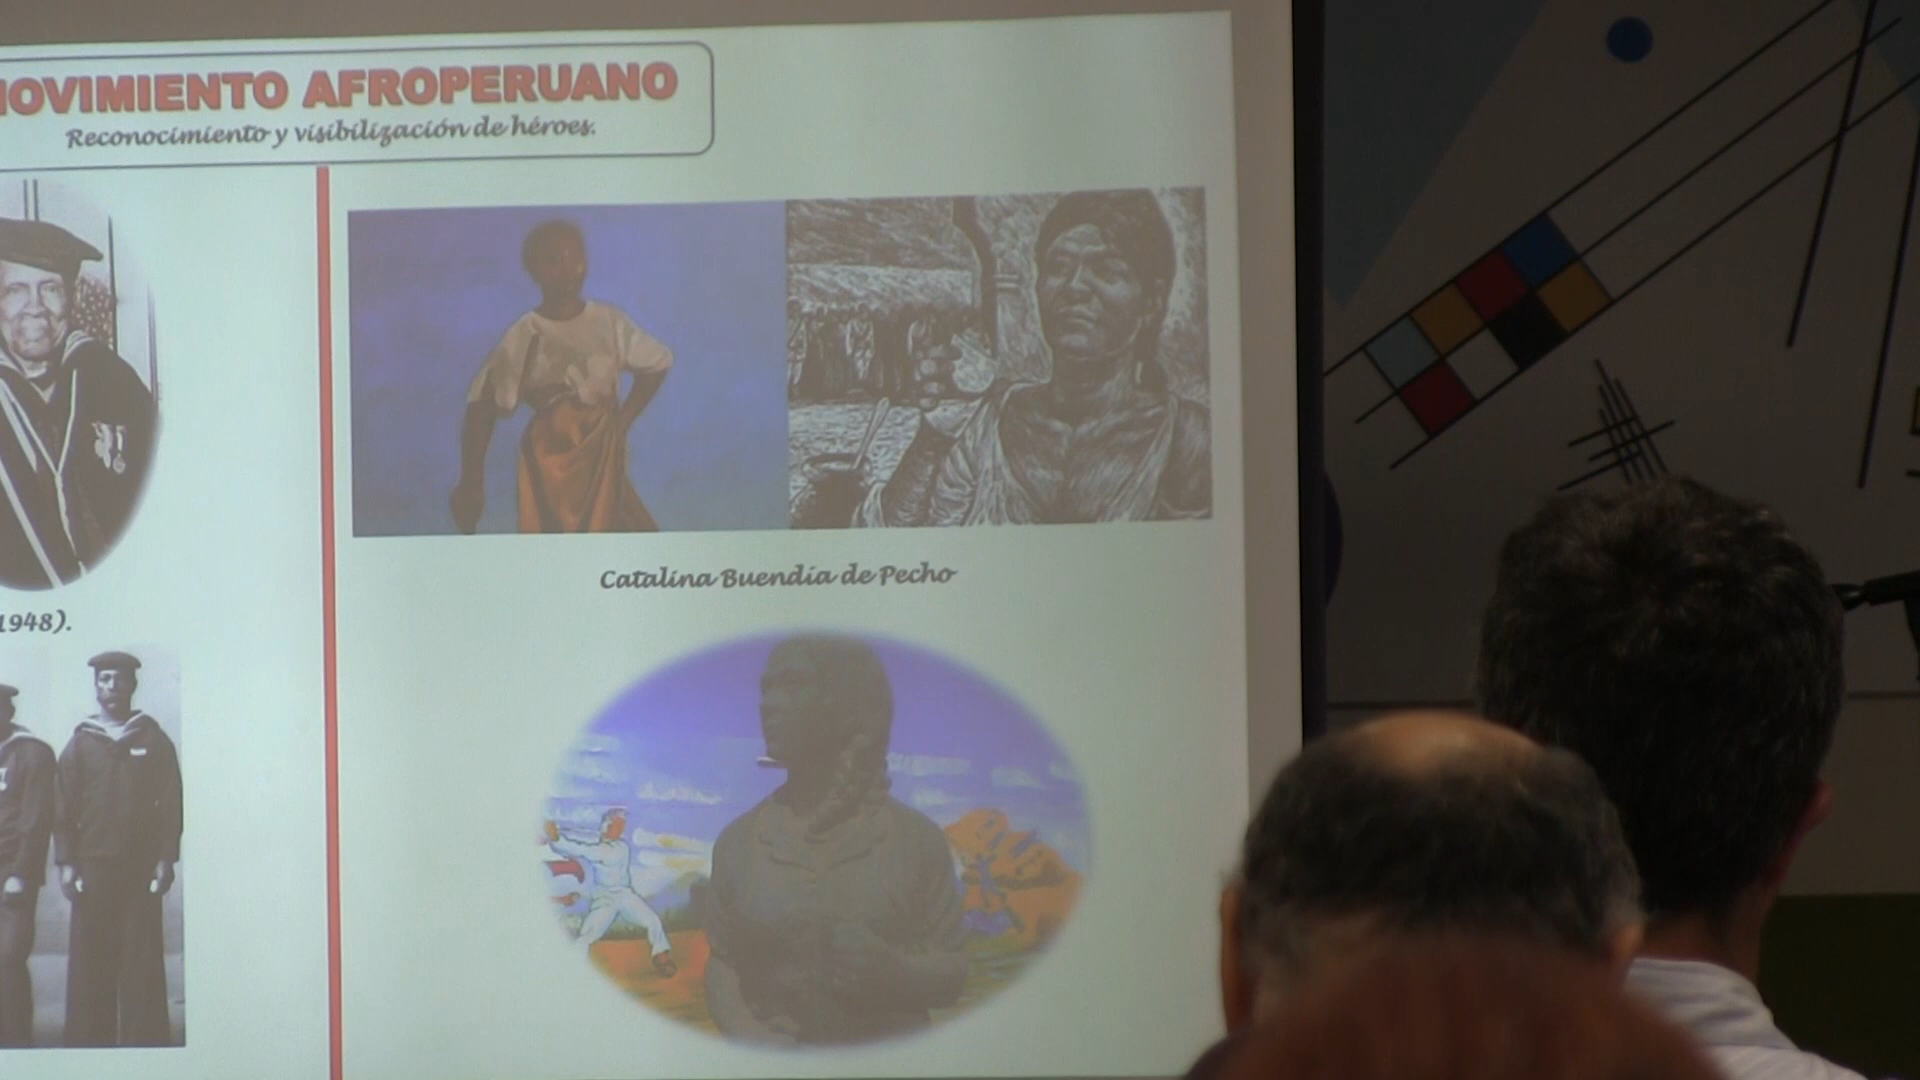 MOVIMIENTO AFROPERUANO
Reconocimiento y visibilización de héroes.
1948).
Catalina Buendía de Pecho